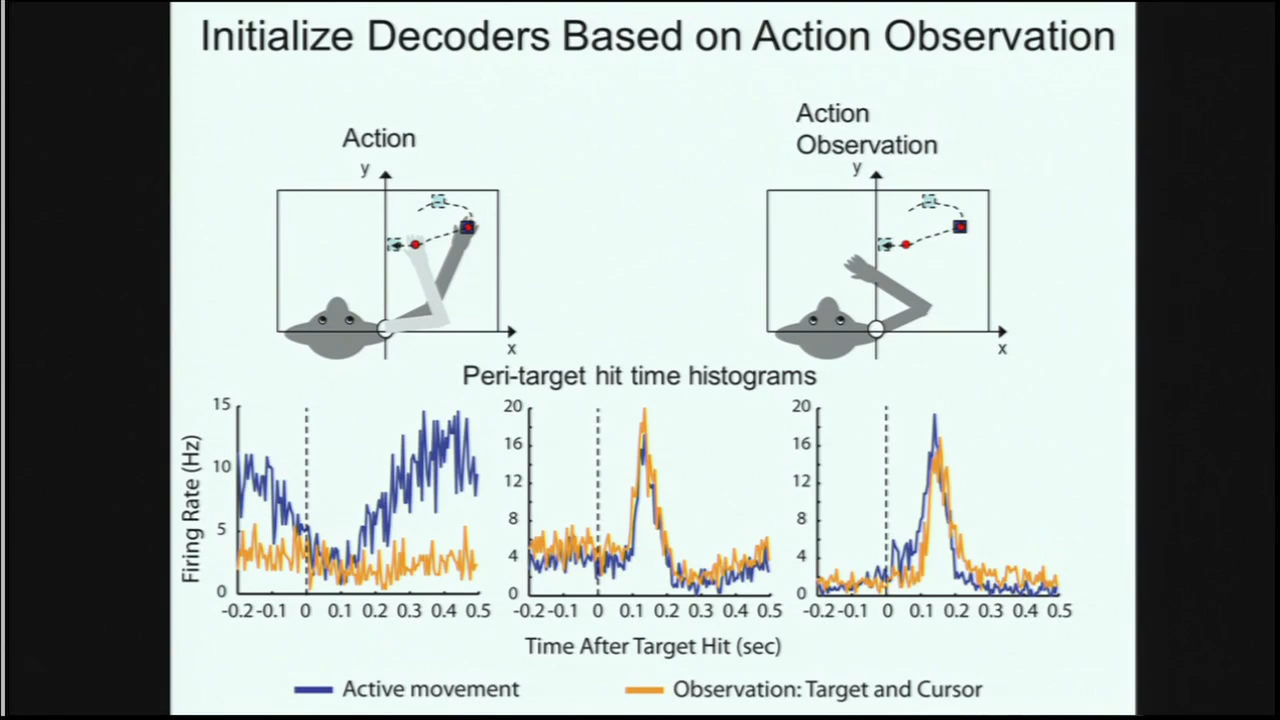 Initialize Decoders Based on Action Observation
Action
Action
Observation
y
y
x
x
Peri-target hit time histograms
Firing Rate (Hz)
15
10
5
0
-0.2 -0.1 0 0.1 0.2 0.3 0.4 0.5
20
16
12
8
4
0
-0.2 -0.1 0 0.1 0.2 0.3 0.4 0.5
20
16
12
8
4
0
-0.2 -0.1 0 0.1 0.2 0.3 0.4 0.5
Time After Target Hit (sec)
Active movement
Observation: Target and Cursor